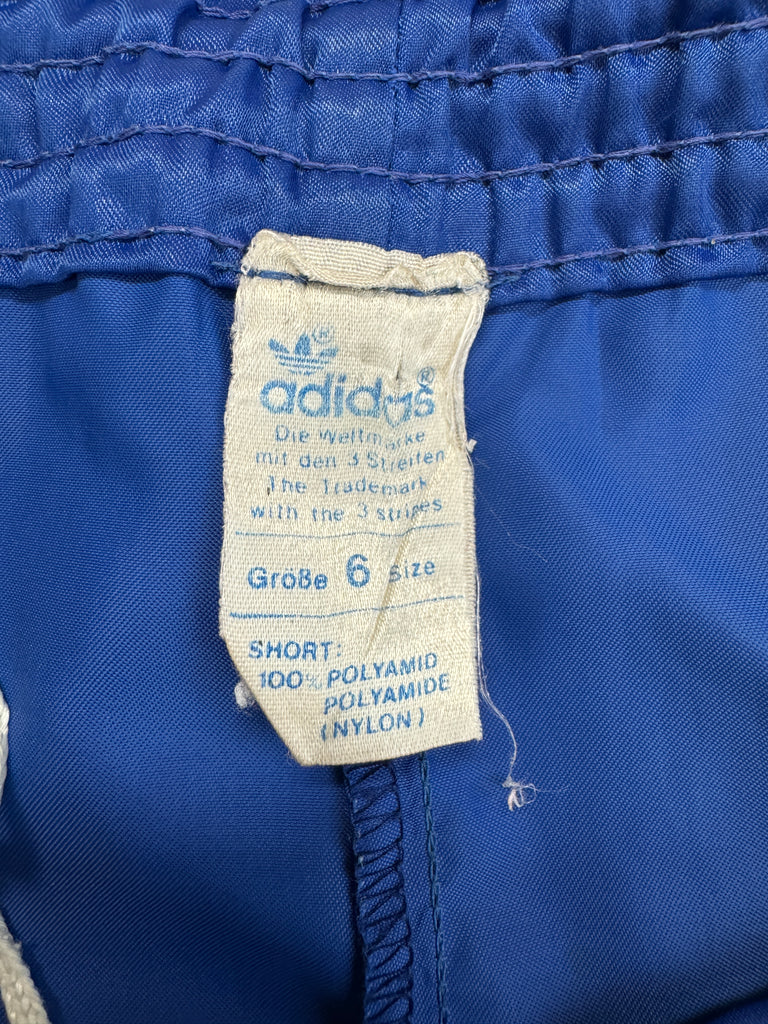 ®
adidas®
Die Weltmarke
mit den 3 Streifen
The Trademark
with the 3 stripes
Größe 6 Size
SHORT:
100% POLYAMID
POLYAMIDE
(NYLON)